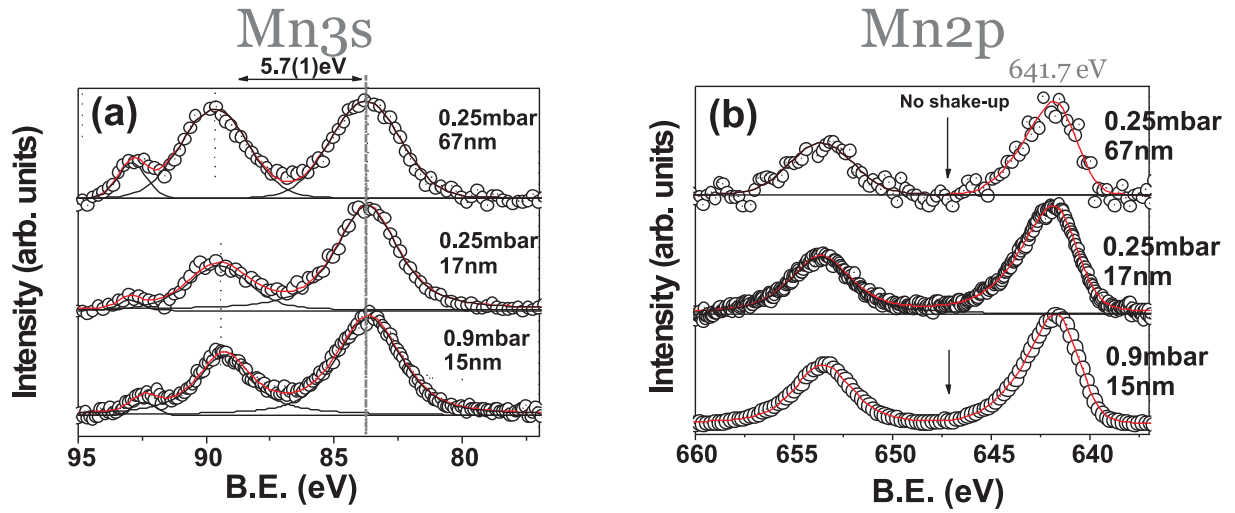 Mn3s
5.7(1)eV
(a)
0.25mbar
67nm
0.25mbar
17nm
0.9mbar
15nm
Intensity (arb. units)
95 90 85 80
B.E. (eV)
Mn2p
641.7 eV
No shake-up
(b)
0.25mbar
67nm
0.25mbar
17nm
0.9mbar
15nm
Intensity (arb. units)
660 655 650 645 640
B.E. (eV)